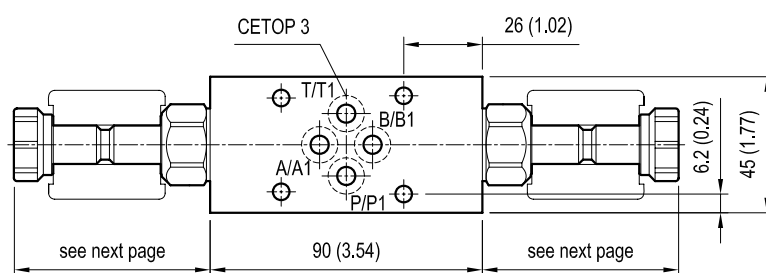 CETOP 3
26 (1.02)
T/T1
B/B1
A/A1
P/P1
6.2 (0.24)
45 (1.77)
see next page
90 (3.54)
see next page